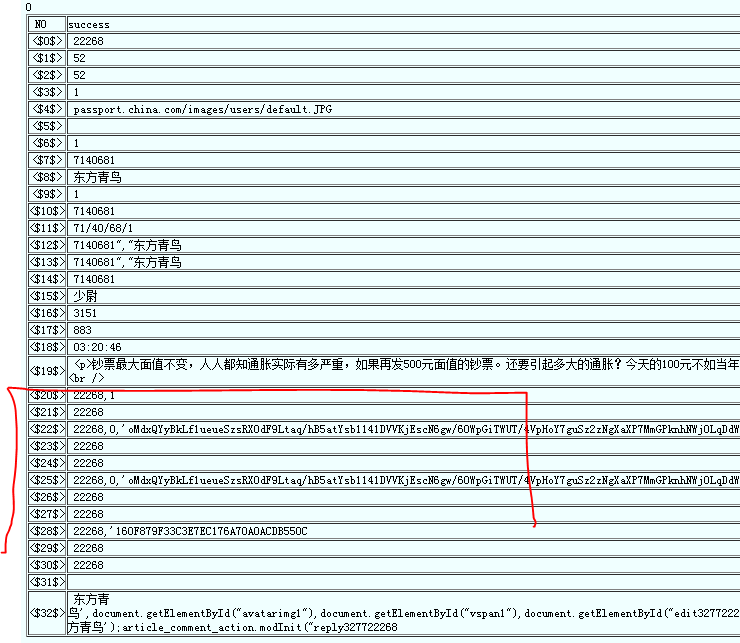 0
NO success
<$0$> 22268
<$1$> 52
<$2$> 52
<$3$> 1
<$4$> passport.china.com/images/users/default.JPG
<$5$>
<$6$> 1
<$7$> 7140681
<$8$> 东方青鸟
<$9$> 1
<$10$> 7140681
<$11$> 71/40/68/1
<$12$> 7140681","东方青鸟
<$13$> 7140681","东方青鸟
<$14$> 7140681
<$15$> 少尉
<$16$> 3151
<$17$> 883
<$18$> 03:20:46
<$19$> <p>钞票最大面值不变，人人都知通胀实际有多严重，如果再发500元面值的钞票。还要引起多大的通胀？今天的100元不如当年
<br />
<$20$> 22268,1
<$21$> 22268
<$22$> 22268,0,'oMdxQYyBkLf1ueueSzsRXOdF9Ltaq/hB5atYsb1141DVVKjEscN6gw/60WpGiTWUT/4VpHoY7guSz2zNgXaXP7MmGPknhNWjOLqDdW
<$23$> 22268
<$24$> 22268
<$25$> 22268,0,'oMdxQYyBkLf1ueueSzsRXOdF9Ltaq/hB5atYsb1141DVVKjEscN6gw/60WpGiTWUT/4VpHoY7guSz2zNgXaXP7MmGPknhNWjOLqDdW
<$26$> 22268
<$27$> 22268
<$28$> 22268,'160F879F33C3E7EC176A70A0ACDB550C
<$29$> 22268
<$30$> 22268
<$31$>
<$32$> 东方青
鸟',document.getElementById("avatarimg1"),document.getElementById("vspan1"),document.getElementById("edit3277222
方青鸟');article_comment_action.modInit("reply327722268